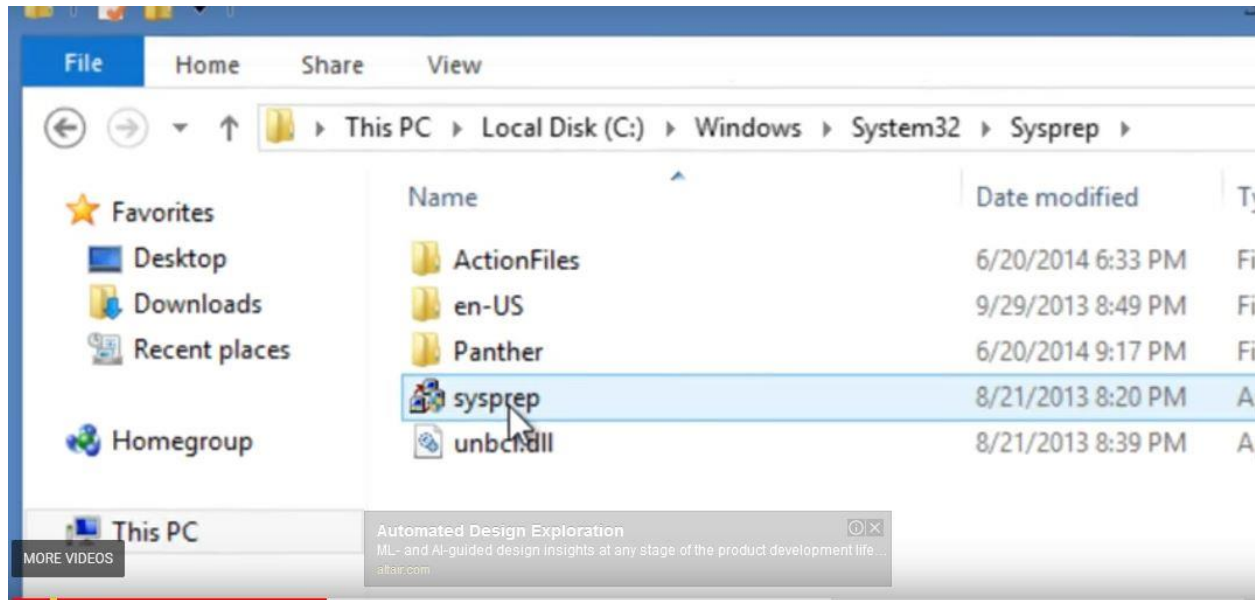 File Home Share View
This PC Local Disk (C:) Windows System32 Sysprep
Name Date modified
Favorites
Desktop
Downloads
Recent places
Homegroup
This PC
ActionFiles 6/20/2014 6:33 PM
en-US 9/29/2013 8:49 PM
Panther 6/20/2014 9:17 PM
sysprep 8/21/2013 8:20 PM
unbcl.dll 8/21/2013 8:39 PM
Automated Design Exploration
ML- and AI-guided design insights at any stage of the product development life...
altair.com
MORE VIDEOS